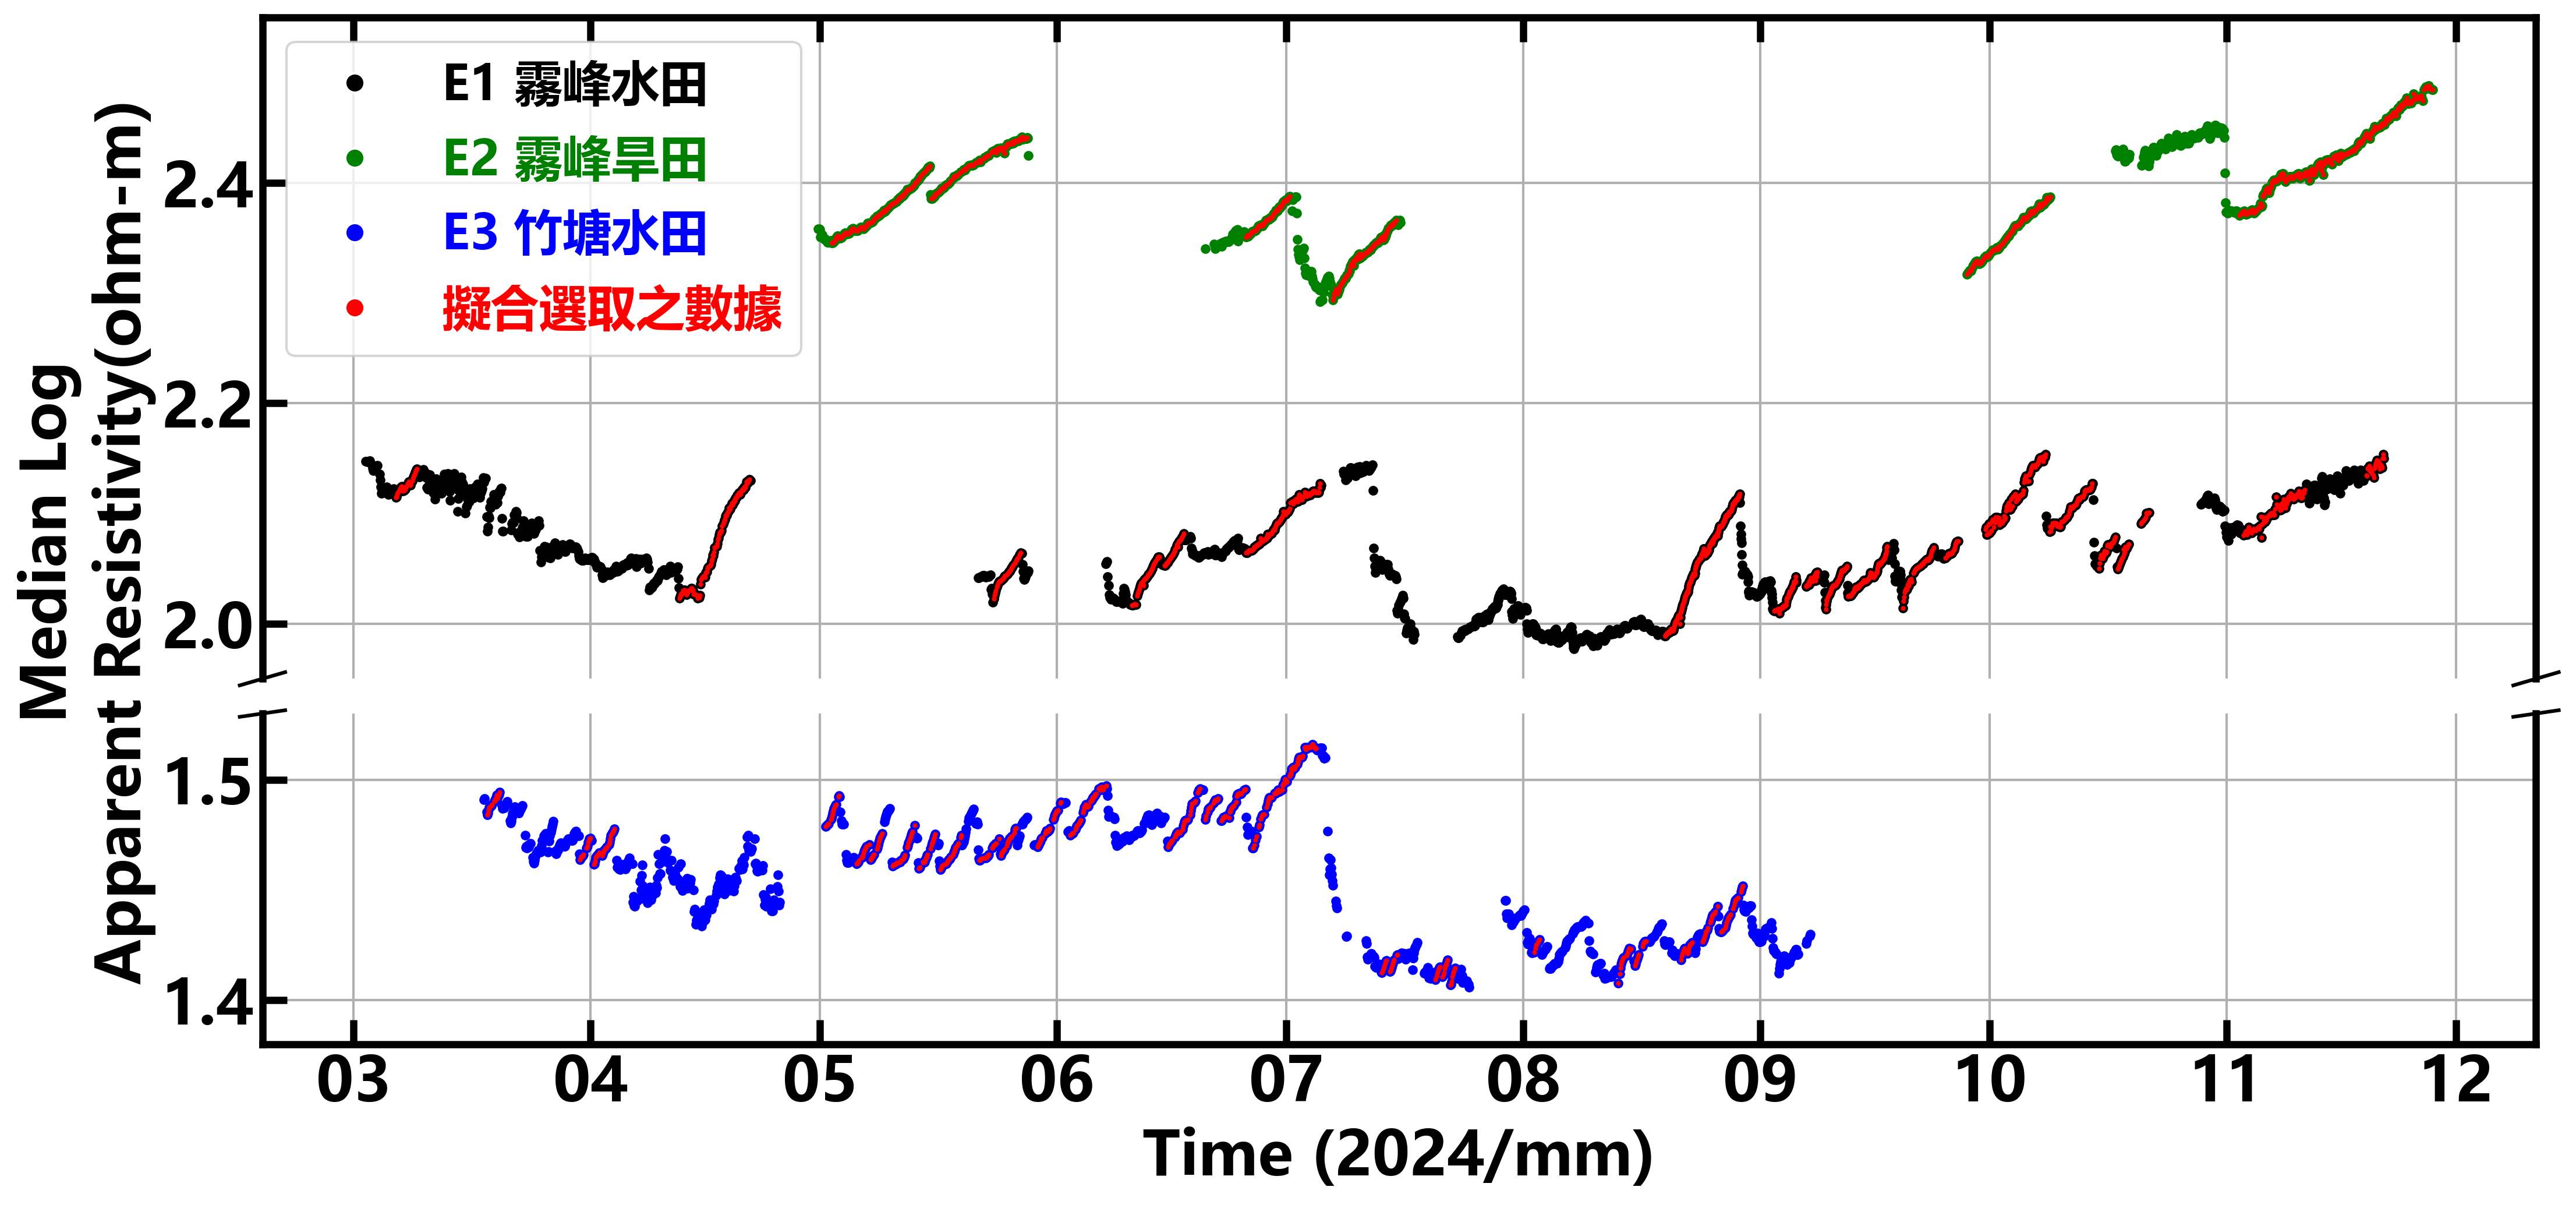 E1 霧峰水田
E2 霧峰旱田
E3 竹塘水田
擬合選取之數據
Median Log
Apparent Resistivity(ohm-m)
2.4
2.2
2.0
1.5
1.4
03 04 05 06 07 08 09 10 11 12
Time (2024/mm)